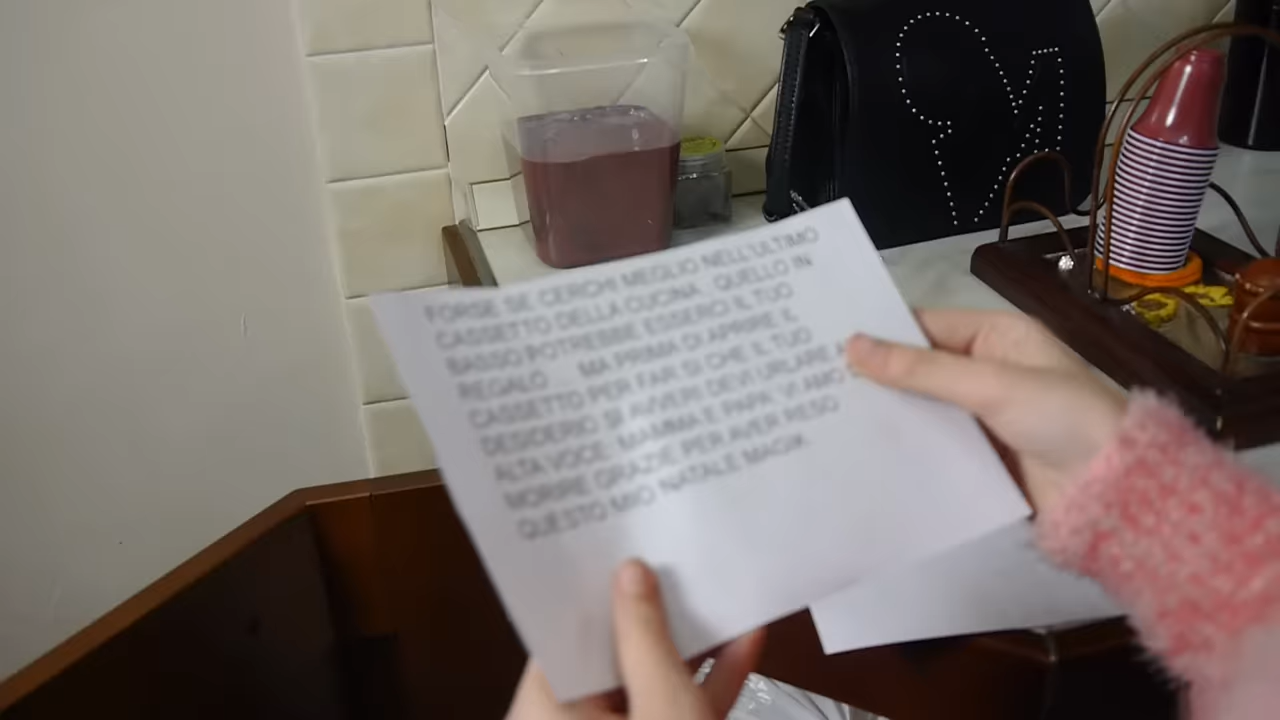 FORSE SE CERCHI MEGLIO NELL'ULTIMO
CASSETTO DELLA CUCINA QUELLO IN
BASSO POTREBBE ESSERCI IL TUO
REGALO MA PRIMA DI APRIRE IL
CASSETTO PER FAR SI CHE IL TUO
DESIDERIO SI AVVERI DEVI URLARE
ALTA VOCE: MAMMA E PAPA' VI AMO
MORIRE GRAZIE PER AVER RESO
QUESTO MIO NATALE